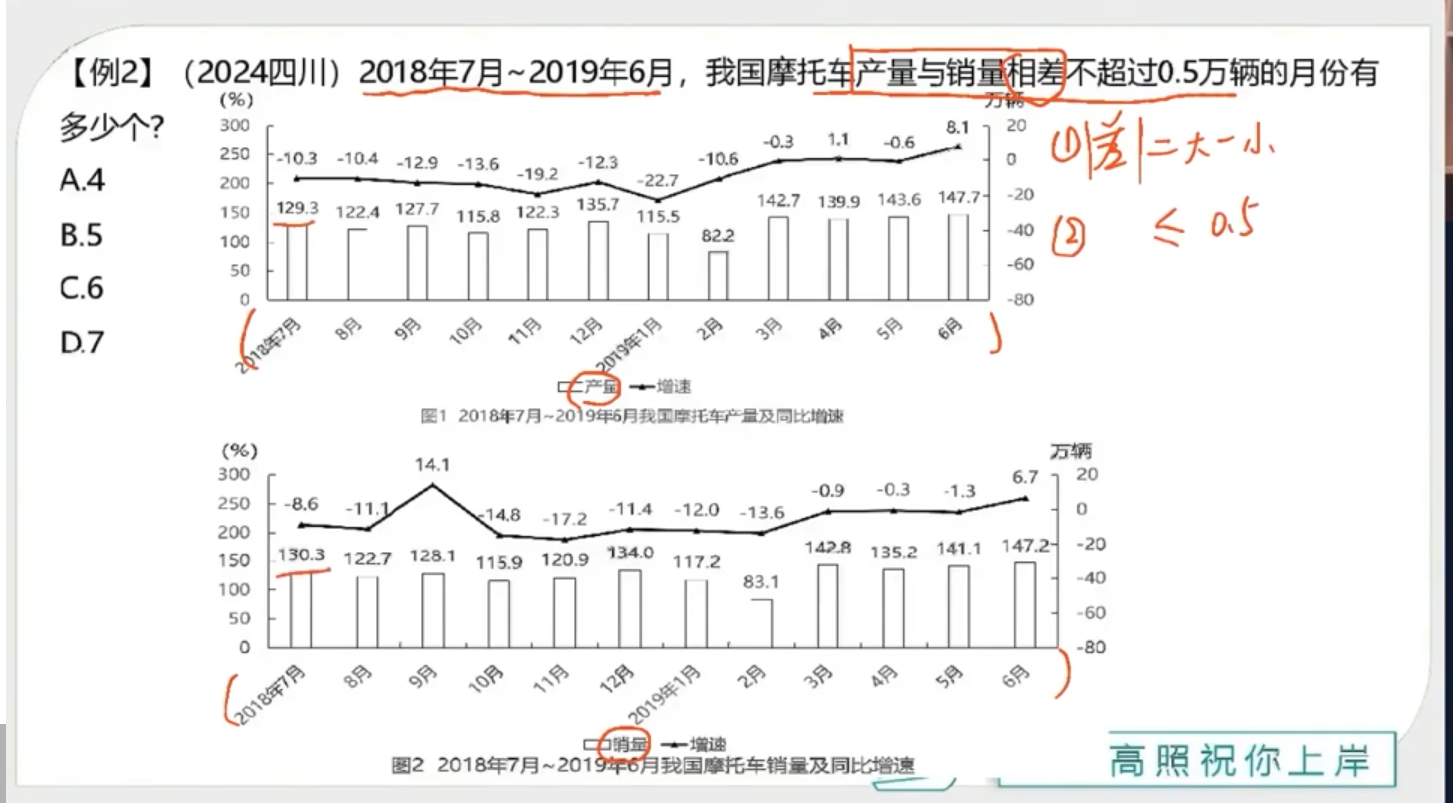 【例2】（2024四川）2018年7月~2019年6月，我国摩托车产量与销量相差不超过0.5万辆的月份有
多少个?
A.4
B.5
C.6
D.7
(%)
万辆
300
250
200
150
100
50
0
-10.3 -10.4 -12.9 -13.6 -19.2 -12.3 -22.7 -10.6 -0.3 1.1 -0.6 8.1
129.3 122.4 127.7 115.8 122.3 135.7 115.5 82.2 142.7 139.9 143.6 147.7
20
0
-20
-40
-60
-80
2018年7月 8月 9月 10月 11月 12月 2019年1月 2月 3月 4月 5月 6月
产量 增速
图1 2018年7月~2019年6月我国摩托车产量及同比增速
①|差|=大-小
② ≤ 0.5
(%)
万辆
300
250
200
150
100
50
0
-8.6 -11.1 14.1 -14.8 -17.2 -11.4 -12.0 -13.6 -0.9 -0.3 -1.3 6.7
130.3 122.7 128.1 115.9 120.9 134.0 117.2 83.1 142.8 135.2 141.1 147.2
20
0
-20
-40
-60
-80
2018年7月 8月 9月 10月 11月 12月 2019年1月 2月 3月 4月 5月 6月
销量 增速
图2 2018年7月~2019年6月我国摩托车销量及同比增速
高照祝你上岸